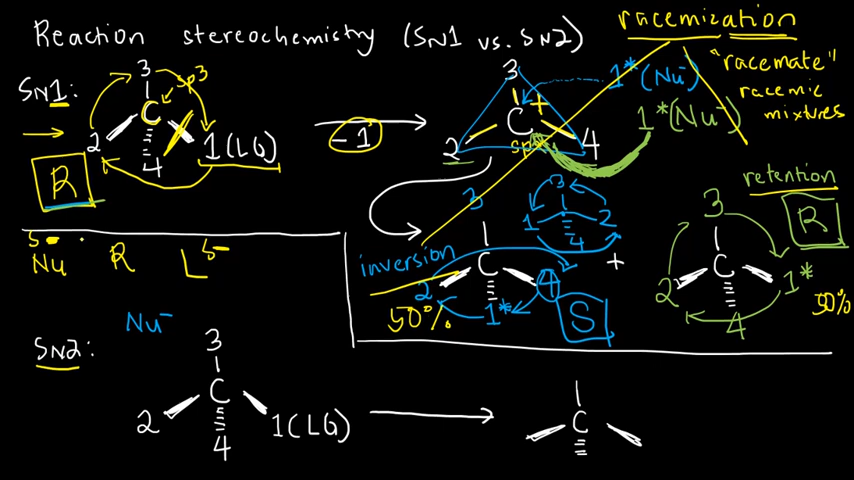 Reaction stereochemistry (SN1 vs. SN2)
racemization
"racemate"
racemic
mixtures
SN1:
3
sp3
C
2
1(LG)
4
R
-1
3
1*(Nu-)
C+
2
4
sp
1*(Nu-)
retention
R
3
C
2
1*
4
50%
inversion
3
C
2
4
1*
50%
S
3
1
2
4
+
δ-
Nu
R
L
δ-
SN2:
Nu-
3
C
2
1(LG)
4
C